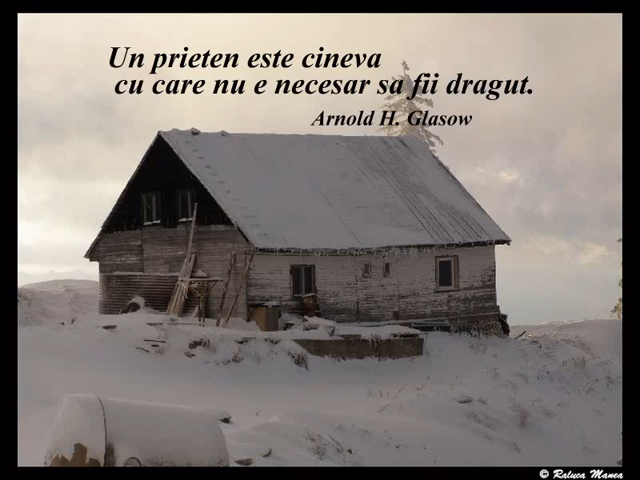 Un prieten este cineva
cu care nu e necesar sa fii dragut.
Arnold H. Glasow
© Raluca Manea